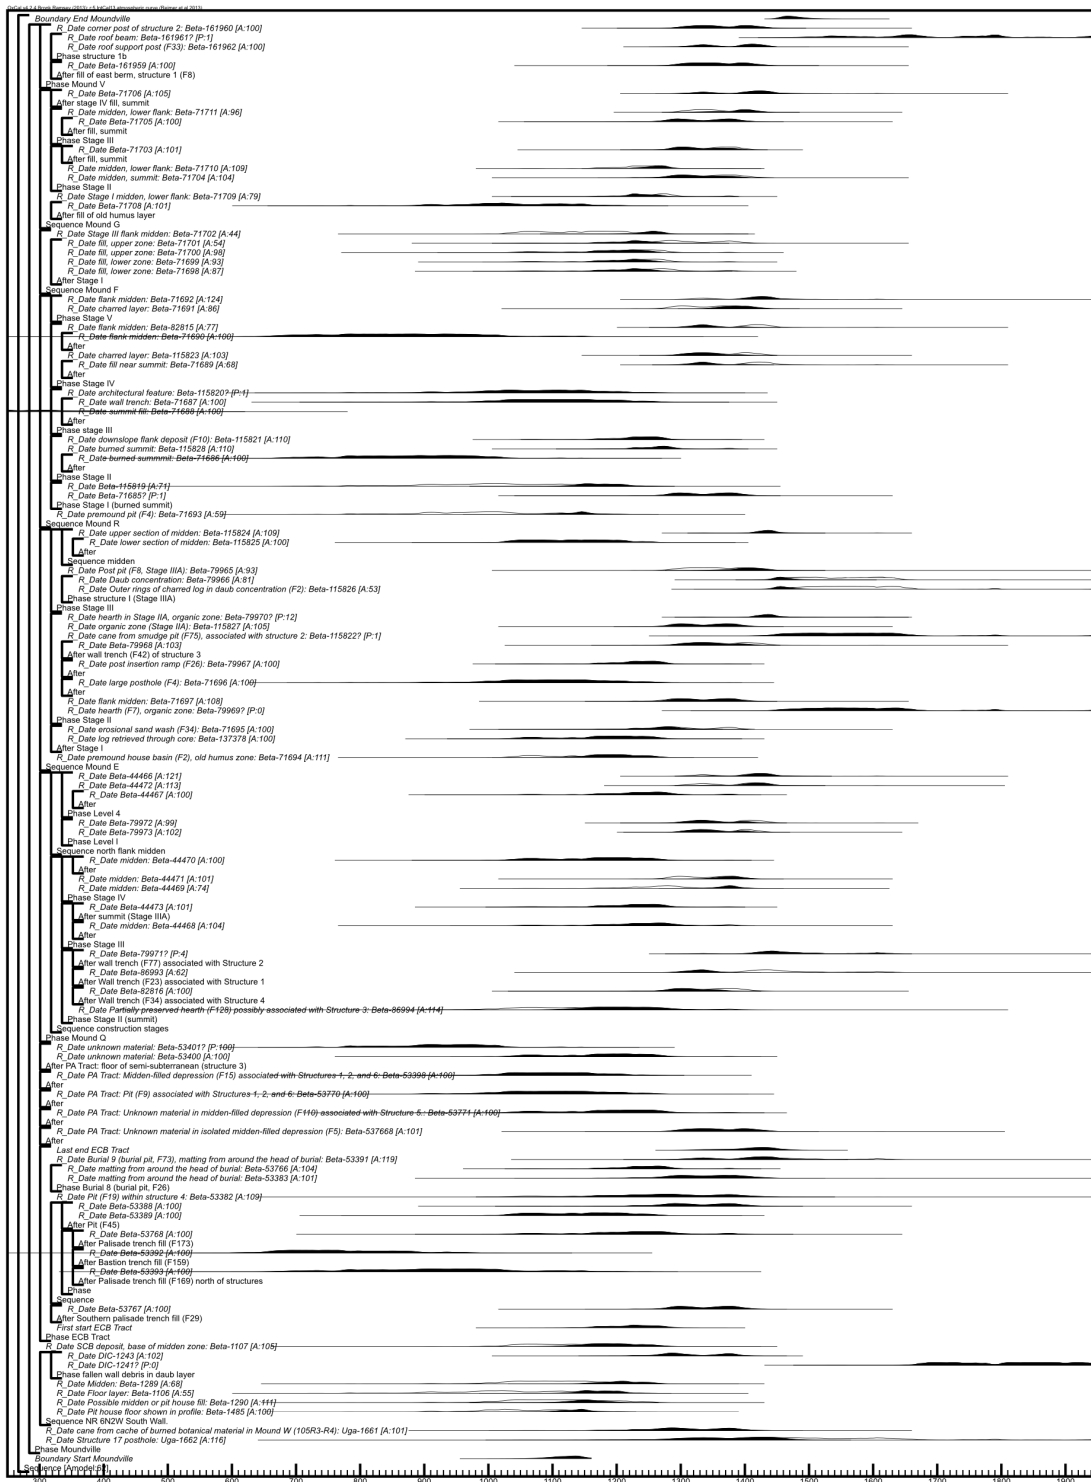 OxCal v4.2.4 Bronk Ramsey (2013); r:5 IntCal13 atmospheric curve (Reimer et al 2013)
Boundary End Moundville
R_Date corner post of structure 2: Beta-161960 [A:100]
R_Date roof beam: Beta-161961? [P:1]
R_Date roof support post (F33): Beta-161962 [A:100]
Phase structure 1b
R_Date Beta-161959 [A:100]
After fill of east berm, structure 1 (F8)
Phase Mound V
R_Date Beta-71706 [A:105]
After stage IV fill, summit
R_Date midden, lower flank: Beta-71711 [A:96]
R_Date Beta-71705 [A:100]
After fill, summit
Phase Stage III
R_Date Beta-71703 [A:101]
After fill, summit
R_Date midden, lower flank: Beta-71710 [A:109]
R_Date midden, summit: Beta-71704 [A:104]
Phase Stage II
R_Date Stage I midden, lower flank: Beta-71709 [A:79]
R_Date Beta-71708 [A:101]
After fill of old humus layer
Sequence Mound G
R_Date Stage III flank midden: Beta-71702 [A:44]
R_Date fill, upper zone: Beta-71701 [A:54]
R_Date fill, upper zone: Beta-71700 [A:98]
R_Date fill, lower zone: Beta-71699 [A:93]
R_Date fill, lower zone: Beta-71698 [A:87]
After Stage I
Sequence Mound F
R_Date flank midden: Beta-71692 [A:124]
R_Date charred layer: Beta-71691 [A:86]
Phase Stage V
R_Date flank midden: Beta-82815 [A:77]
R_Date flank midden: Beta-71690 [A:100]
After
R_Date charred layer: Beta-115823 [A:103]
R_Date fill near summit: Beta-71689 [A:68]
After
Phase Stage IV
R_Date architectural feature: Beta-115820? [P:1]
R_Date wall trench: Beta-71687 [A:100]
R_Date summit fill: Beta-71688 [A:100]
After
Phase stage III
R_Date downslope flank deposit (F10): Beta-115821 [A:110]
R_Date burned summit: Beta-115828 [A:110]
R_Date burned summmit: Beta-71686 [A:100]
After
Phase Stage II
R_Date Beta-115819 [A:71]
R_Date Beta-71685? [P:1]
Phase Stage I (burned summit)
R_Date premound pit (F4): Beta-71693 [A:59]
Sequence Mound R
R_Date upper section of midden: Beta-115824 [A:109]
R_Date lower section of midden: Beta-115825 [A:100]
After
Sequence midden
R_Date Post pit (F8, Stage IIIA): Beta-79965 [A:93]
R_Date Daub concentration: Beta-79966 [A:81]
R_Date Outer rings of charred log in daub concentration (F2): Beta-115826 [A:53]
Phase structure I (Stage IIIA)
Phase Stage III
R_Date hearth in Stage IIA, organic zone: Beta-79970? [P:12]
R_Date organic zone (Stage IIA): Beta-115827 [A:105]
R_Date cane from smudge pit (F75), associated with structure 2: Beta-115822? [P:1]
R_Date Beta-79968 [A:103]
After wall trench (F42) of structure 3
R_Date post insertion ramp (F26): Beta-79967 [A:100]
After
R_Date large posthole (F4): Beta-71696 [A:100]
After
R_Date flank midden: Beta-71697 [A:108]
R_Date hearth (F7), organic zone: Beta-79969? [P:0]
Phase Stage II
R_Date erosional sand wash (F34): Beta-71695 [A:100]
R_Date log retrieved through core: Beta-137378 [A:100]
After Stage I
R_Date premound house basin (F2), old humus zone: Beta-71694 [A:111]
Sequence Mound E
R_Date Beta-44466 [A:121]
R_Date Beta-44472 [A:113]
R_Date Beta-44467 [A:100]
After
Phase Level 4
R_Date Beta-79972 [A:99]
R_Date Beta-79973 [A:102]
Phase Level I
Sequence north flank midden
R_Date midden: Beta-44470 [A:100]
After
R_Date midden: Beta-44471 [A:101]
R_Date midden: Beta-44469 [A:74]
Phase Stage IV
R_Date Beta-44473 [A:101]
After summit (Stage IIIA)
R_Date midden: Beta-44468 [A:104]
After
Phase Stage III
R_Date Beta-79971? [P:4]
After wall trench (F77) associated with Structure 2
R_Date Beta-86993 [A:62]
After Wall trench (F23) associated with Structure 1
R_Date Beta-82816 [A:100]
After Wall trench (F34) associated with Structure 4
R_Date Partially preserved hearth (F128) possibly associated with Structure 3: Beta-86994 [A:114]
Phase Stage II (summit)
Sequence construction stages
Phase Mound Q
R_Date unknown material: Beta-53401? [P:100]
R_Date unknown material: Beta-53400 [A:100]
After PA Tract: floor of semi-subterranean (structure 3)
R_Date PA Tract: Midden-filled depression (F15) associated with Structures 1, 2, and 6: Beta-53398 [A:100]
After
R_Date PA Tract: Pit (F9) associated with Structures 1, 2, and 6: Beta-53770 [A:100]
After
R_Date PA Tract: Unknown material in midden-filled depression (F110) associated with Structure 5.: Beta-53771 [A:100]
After
R_Date PA Tract: Unknown material in isolated midden-filled depression (F5): Beta-537668 [A:101]
After
Last end ECB Tract
R_Date Burial 9 (burial pit, F73), matting from around the head of burial: Beta-53391 [A:119]
R_Date matting from around the head of burial: Beta-53766 [A:104]
R_Date matting from around the head of burial: Beta-53383 [A:101]
Phase Burial 8 (burial pit, F26)
R_Date Pit (F19) within structure 4: Beta-53382 [A:109]
R_Date Beta-53388 [A:100]
R_Date Beta-53389 [A:100]
After Pit (F45)
R_Date Beta-53768 [A:100]
After Palisade trench fill (F173)
R_Date Beta-53392 [A:100]
After Bastion trench fill (F159)
R_Date Beta-53393 [A:100]
After Palisade trench fill (F169) north of structures
Phase
Sequence
R_Date Beta-53767 [A:100]
After Southern palisade trench fill (F29)
First start ECB Tract
Phase ECB Tract
R_Date SCB deposit, base of midden zone: Beta-1107 [A:105]
R_Date DIC-1243 [A:102]
R_Date DIC-1241? [P:0]
Phase fallen wall debris in daub layer
R_Date Midden: Beta-1289 [A:68]
R_Date Floor layer: Beta-1106 [A:55]
R_Date Possible midden or pit house fill: Beta-1290 [A:111]
R_Date Pit house floor shown in profile: Beta-1485 [A:100]
Sequence NR 6N2W South Wall.
R_Date cane from cache of burned botanical material in Mound W (105R3-R4): Uga-1661 [A:101]
R_Date Structure 17 posthole: Uga-1662 [A:116]
Phase Moundville
Boundary Start Moundville
Sequence [Amodel:62]
300 400 500 600 700 800 900 1000 1100 1200 1300 1400 1500 1600 1700 1800 1900